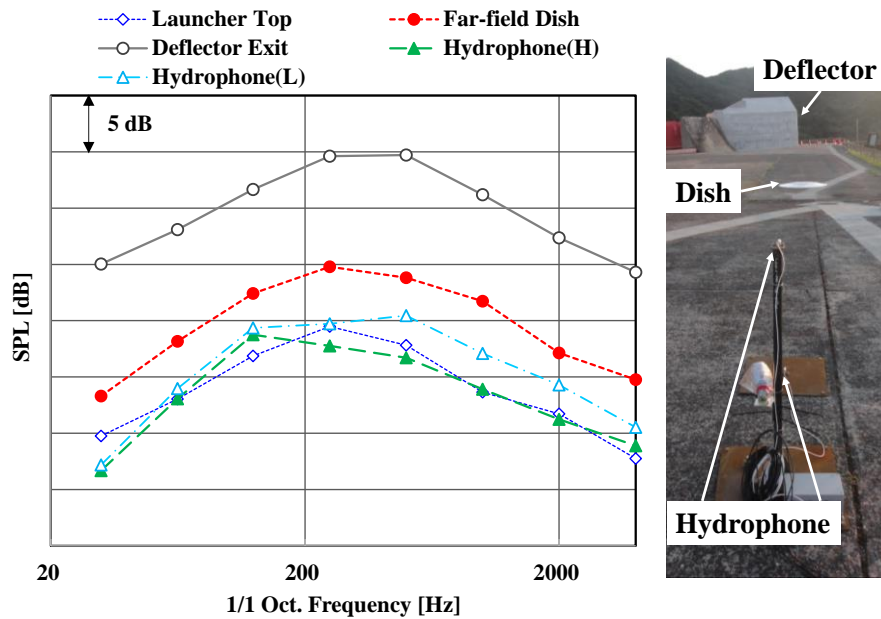 Launcher Top
Far-field Dish
Deflector Exit
Hydrophone(H)
Hydrophone(L)
5 dB
SPL [dB]
20
200
2000
1/1 Oct. Frequency [Hz]
Deflector
Dish
Hydrophone